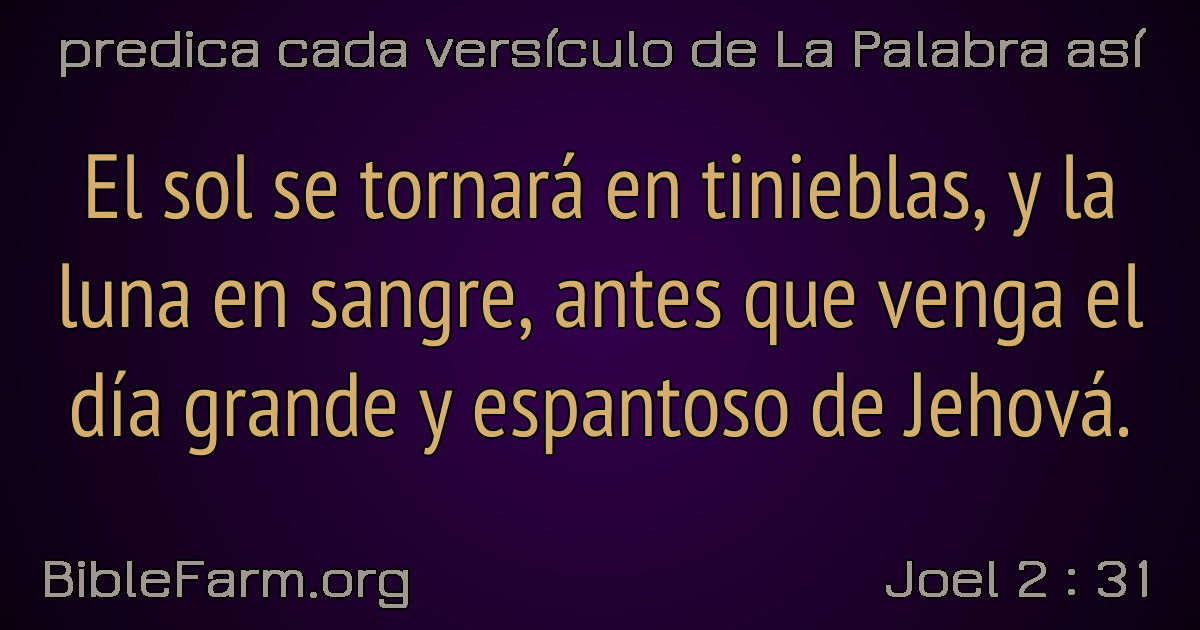 predica cada versículo de La Palabra así
El sol se tornará en tinieblas, y la
luna en sangre, antes que venga el
día grande y espantoso de Jehová.
BibleFarm.org
Joel 2 : 31